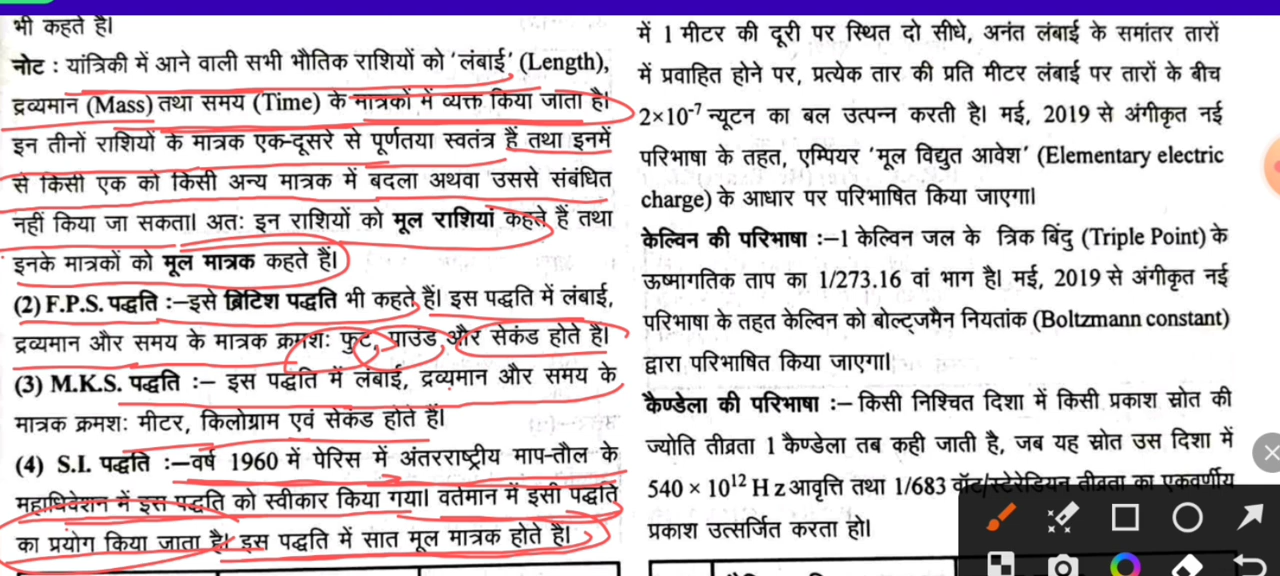 भी कहते है।
नोट : यांत्रिकी में आने वाली सभी भौतिक राशियों को 'लंबाई' (Length),
द्रव्यमान (Mass) तथा समय (Time) के मात्रकों में व्यक्त किया जाता है।
इन तीनों राशियों के मात्रक एक-दूसरे से पूर्णतया स्वतंत्र हैं तथा इनमें
से किसी एक को किसी अन्य मात्रक में बदला अथवा उससे संबंधित
नहीं किया जा सकता। अतः इन राशियों को मूल राशियां कहते हैं तथा
इनके मात्रकों को मूल मात्रक कहते हैं।
(2) F.P.S. पद्धति :–इसे ब्रिटिश पद्धति भी कहते हैं। इस पद्धति में लंबाई,
द्रव्यमान और समय के मात्रक क्रमशः फुट, पाउंड और सेकंड होते है।
(3) M.K.S. पद्धति :– इस पद्धति में लंबाई, द्रव्यमान और समय के
मात्रक क्रमशः मीटर, किलोग्राम एवं सेकंड होते हैं।
(4) S.I. पद्धति :–वर्ष 1960 में पेरिस में अंतरराष्ट्रीय माप-तौल के
महाधिवेशन में इस पद्धति को स्वीकार किया गया। वर्तमान में इसी पद्धति
का प्रयोग किया जाता है। इस पद्धति में सात मूल मात्रक होते है।
में 1 मीटर की दूरी पर स्थित दो सीधे, अनंत लंबाई के समांतर तारों
में प्रवाहित होने पर, प्रत्येक तार की प्रति मीटर लंबाई पर तारों के बीच
2×10⁻⁷ न्यूटन का बल उत्पन्न करती है। मई, 2019 से अंगीकृत नई
परिभाषा के तहत, एम्पियर 'मूल विद्युत आवेश' (Elementary electric
charge) के आधार पर परिभाषित किया जाएगा।
केल्विन की परिभाषा :–1 केल्विन जल के त्रिक बिंदु (Triple Point) के
ऊष्मागतिक ताप का 1/273.16 वां भाग है। मई, 2019 से अंगीकृत नई
परिभाषा के तहत केल्विन को बोल्ट्जमैन नियतांक (Boltzmann constant)
द्वारा परिभाषित किया जाएगा।
कैण्डेला की परिभाषा :– किसी निश्चित दिशा में किसी प्रकाश स्रोत की
ज्योति तीव्रता 1 कैण्डेला तब कही जाती है, जब यह स्रोत उस दिशा में
540 × 10¹² H z आवृत्ति तथा 1/683 वॉट/स्टेरेडियन तीव्रता का एकवर्णीय
प्रकाश उत्सर्जित करता हो।